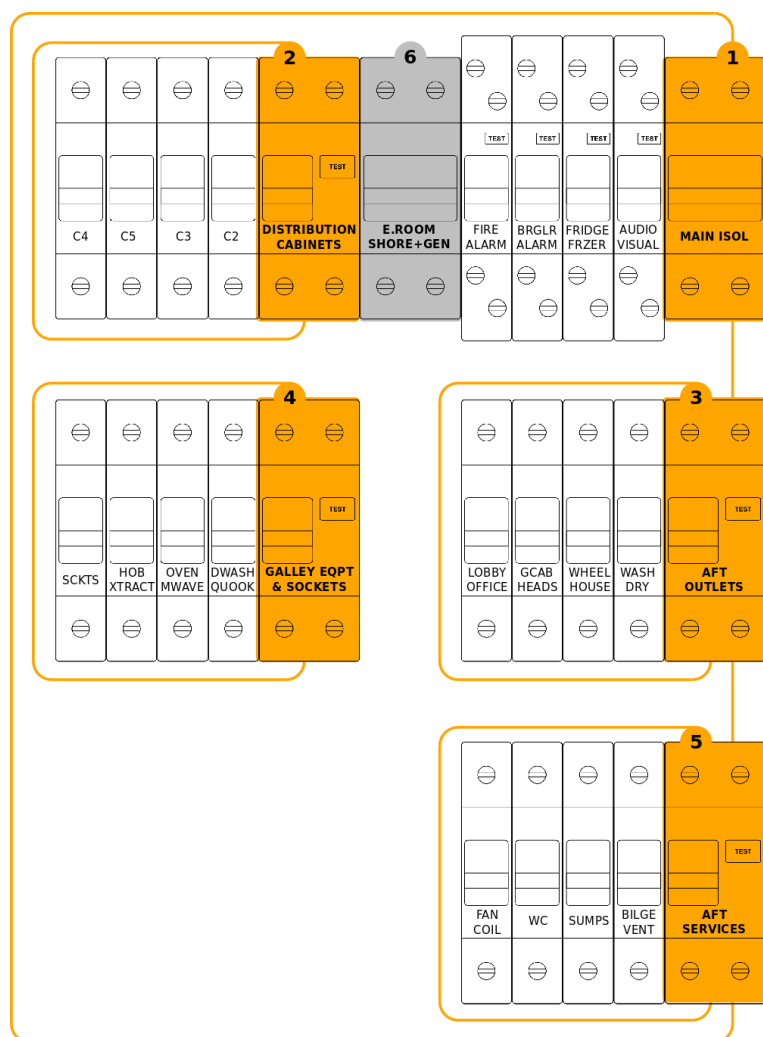 2
6
1
TEST TEST TEST TEST
TEST
C4 C5 C3 C2
DISTRIBUTION
CABINETS
E.ROOM
SHORE+GEN
FIRE
ALARM
BRGLR
ALARM
FRIDGE
FRZER
AUDIO
VISUAL
MAIN ISOL
4
TEST
SCKTS
HOB
XTRACT
OVEN
MWAVE
DWASH
QUOOK
GALLEY EQPT
& SOCKETS
3
TEST
LOBBY
OFFICE
GCAB
HEADS
WHEEL
HOUSE
WASH
DRY
AFT
OUTLETS
5
TEST
FAN
COIL
WC
SUMPS
BILGE
VENT
AFT
SERVICES